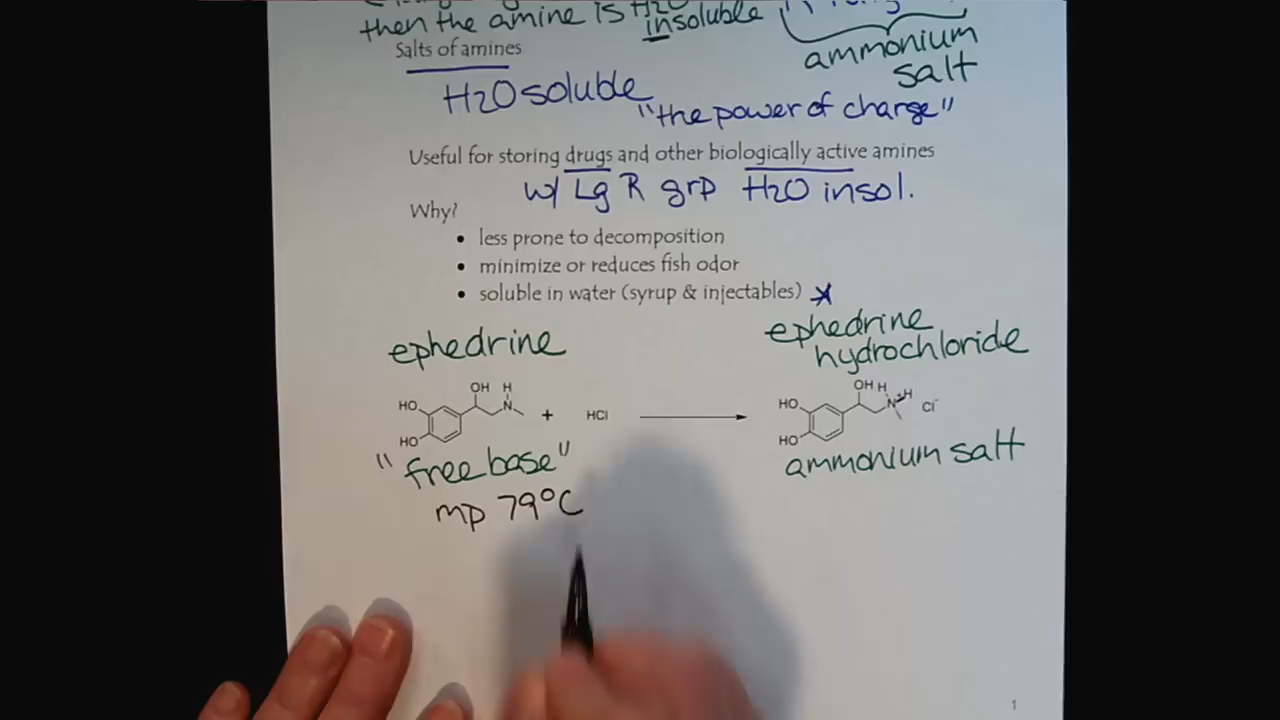 then the amine is H2O insoluble
ammonium salt
Salts of amines
H2O soluble
"the power of charge"
Useful for storing drugs and other biologically active amines
w/ Lg R grp H2O insol.
Why?
• less prone to decomposition
• minimize or reduces fish odor
• soluble in water (syrup & injectables) *
ephedrine
ephedrine hydrochloride
OH H
HO
N
HO
+ HCl
OH H
HO
N H
Cl-
HO
"free base"
ammonium salt
mp 79°C
1